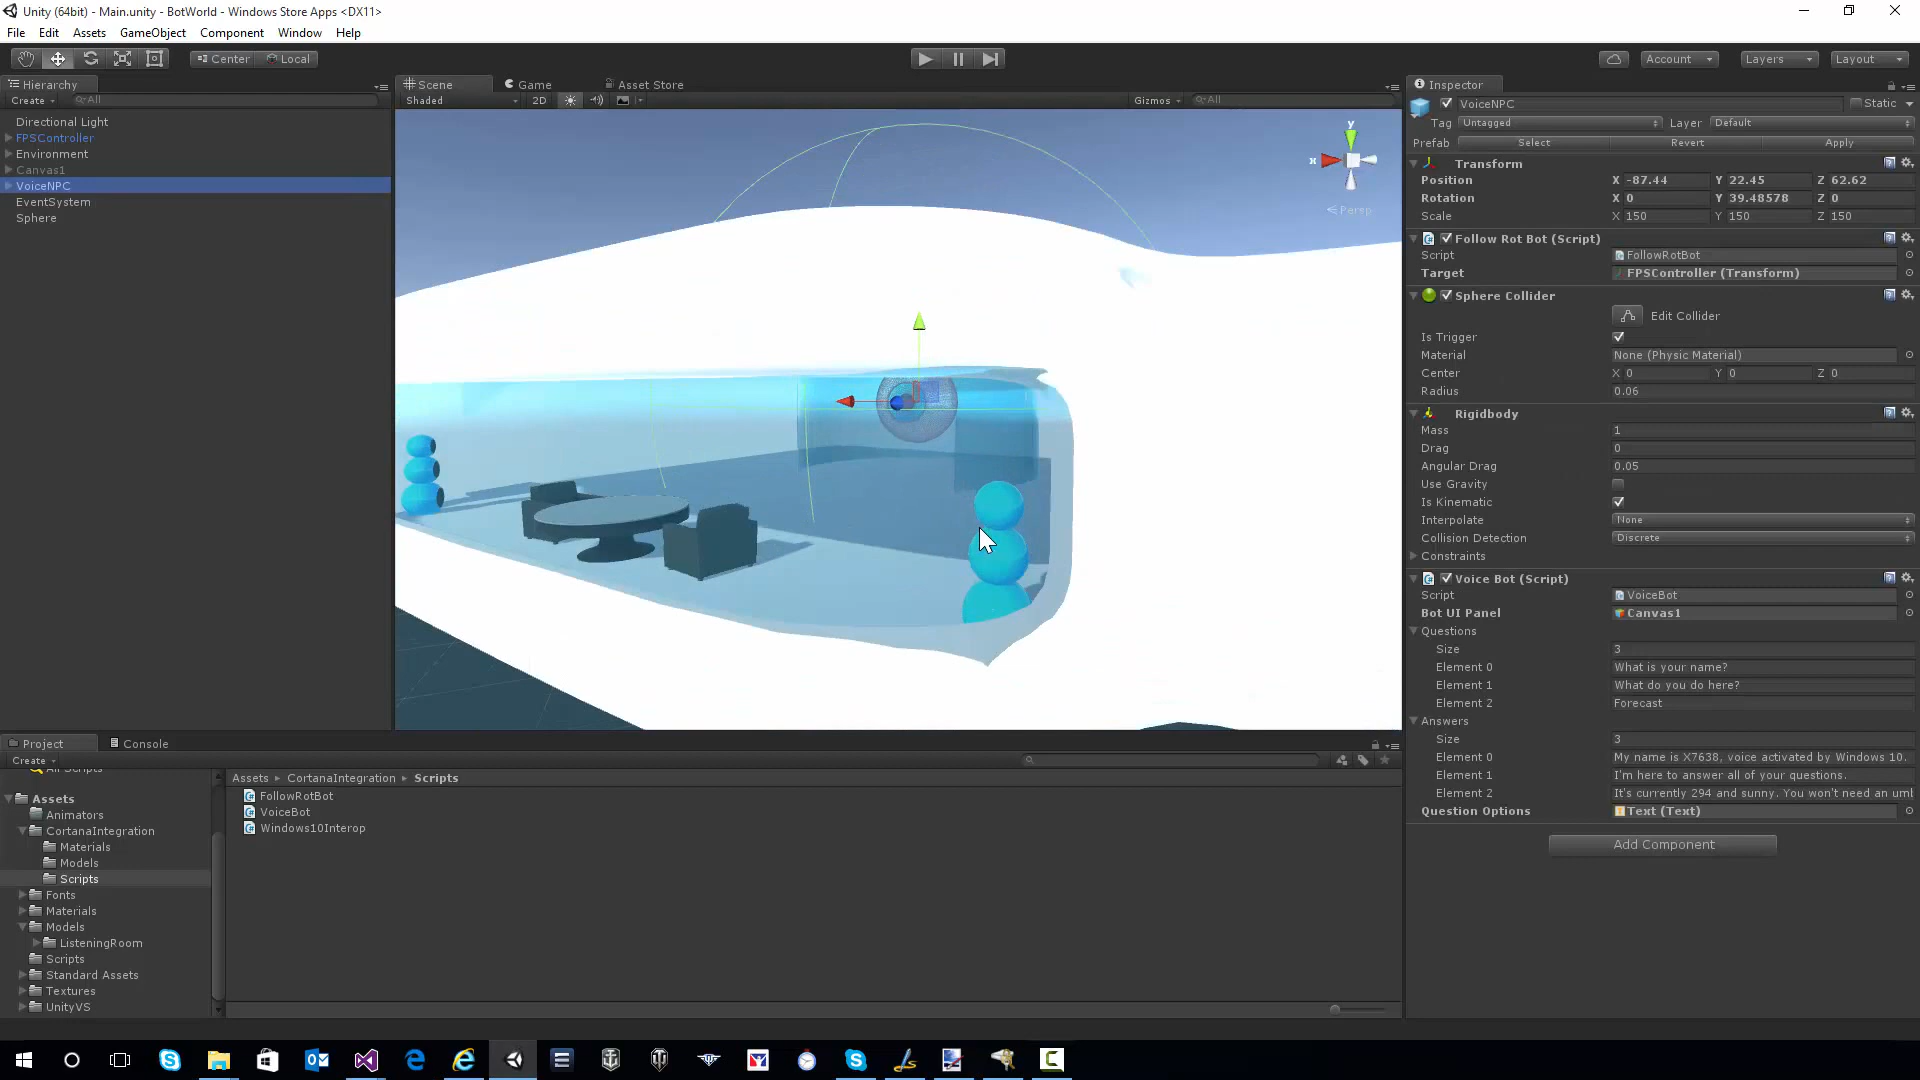 Unity (64bit) - Main.unity - BotWorld - Windows Store Apps <DX11>
File Edit Assets GameObject Component Window Help
Center Local Account Layers Layout
Hierarchy
Create All
Directional Light
FPSController
Environment
Canvas1
VoiceNPC
EventSystem
Sphere
Scene Game Asset Store
Shaded 2D Gizmos All
y
x
Persp
Inspector
VoiceNPC Static
Tag Untagged Layer Default
Prefab Select Revert Apply
Transform
Position X -87.44 Y 22.45 Z 62.62
Rotation X 0 Y 39.48578 Z 0
Scale X 150 Y 150 Z 150
Follow Rot Bot (Script)
Script FollowRotBot
Target FPSController (Transform)
Sphere Collider
Edit Collider
Is Trigger
Material None (Physic Material)
Center X 0 Y 0 Z 0
Radius 0.06
Rigidbody
Mass 1
Drag 0
Angular Drag 0.05
Use Gravity
Is Kinematic
Interpolate None
Collision Detection Discrete
Constraints
Voice Bot (Script)
Script VoiceBot
Bot UI Panel Canvas1
Questions
Size 3
Element 0 What is your name?
Element 1 What do you do here?
Element 2 Forecast
Answers
Size 3
Element 0 My name is X7638, voice activated by Windows 10.
Element 1 I'm here to answer all of your questions.
Element 2 It's currently 294 and sunny. You won't need an uml
Question Options Text (Text)
Add Component
Project Console
Create
All Scripts
Assets
Animators
CortanaIntegration
Materials
Models
Scripts
Fonts
Materials
Models
ListeningRoom
Scripts
Standard Assets
Textures
UnityVS
Assets CortanaIntegration Scripts
FollowRotBot
VoiceBot
Windows10Interop